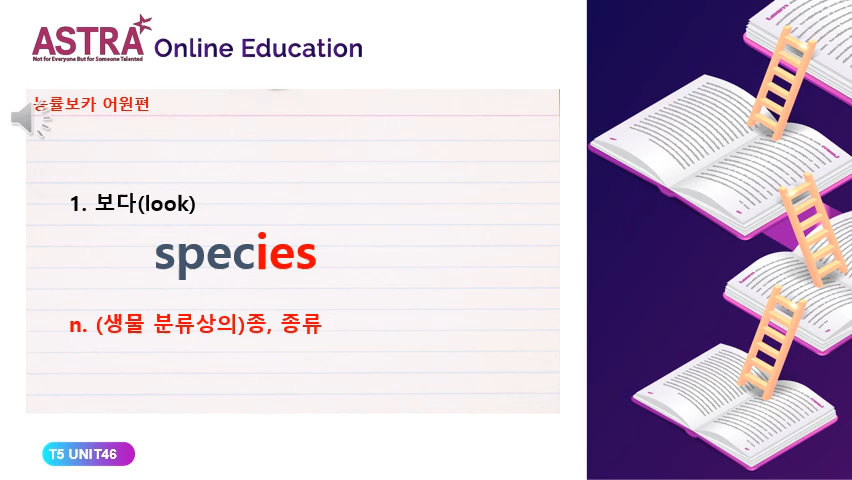 ASTRA
Not for Everyone But for Someone Talented
Online Education
능률보카 어원편
1. 보다(look)
species
n. (생물 분류상의)종, 종류
T5 UNIT46